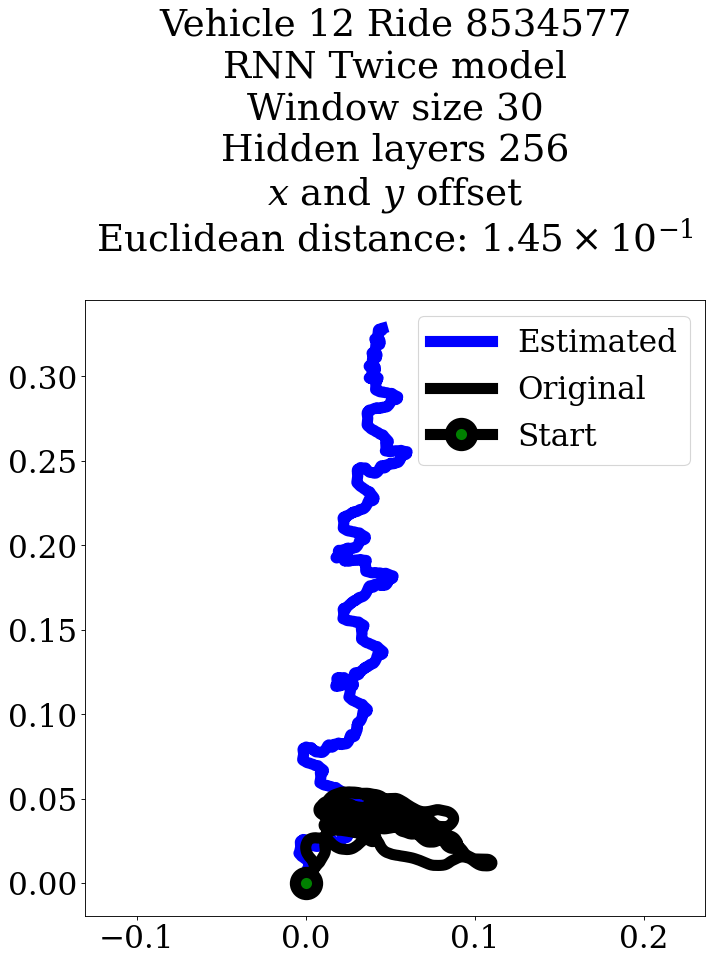 Vehicle 12 Ride 8534577
RNN Twice model
Window size 30
Hidden layers 256
x and y offset
Euclidean distance: 1.45 × 10⁻¹
Estimated
Original
Start
0.30
0.25
0.20
0.15
0.10
0.05
0.00
−0.1 0.0 0.1 0.2